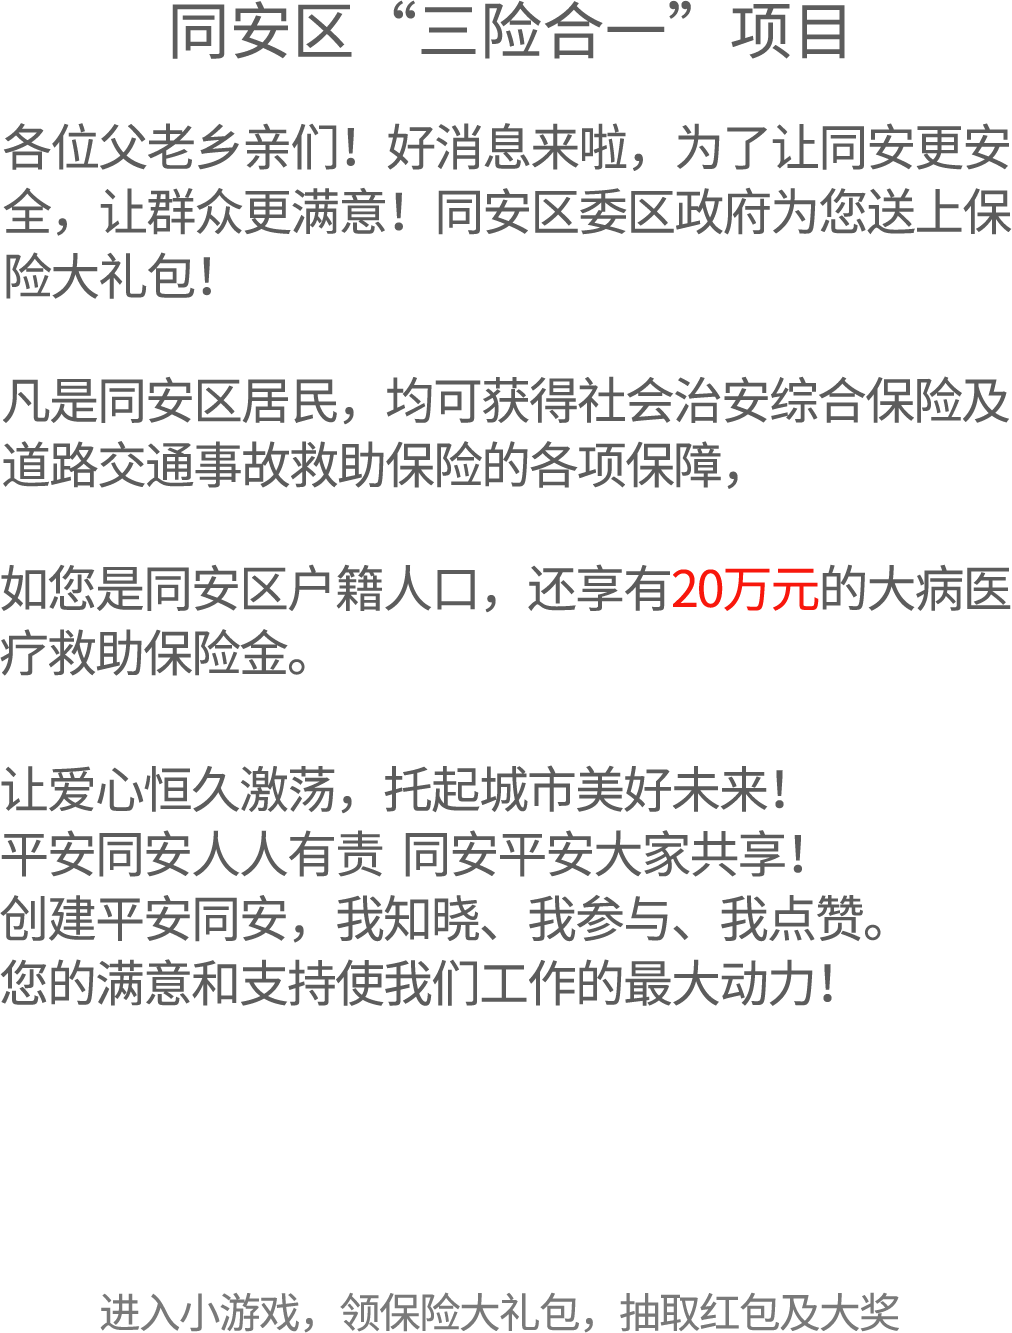 同安区“三险合一”项目
各位父老乡亲们！好消息来啦，为了让同安更安
全，让群众更满意！同安区委区政府为您送上保
险大礼包！
凡是同安区居民，均可获得社会治安综合保险及
道路交通事故救助保险的各项保障，
如您是同安区户籍人口，还享有20万元的大病医
疗救助保险金。
让爱心恒久激荡，托起城市美好未来！
平安同安人人有责 同安平安大家共享！
创建平安同安，我知晓、我参与、我点赞。
您的满意和支持使我们工作的最大动力！
进入小游戏，领保险大礼包，抽取红包及大奖